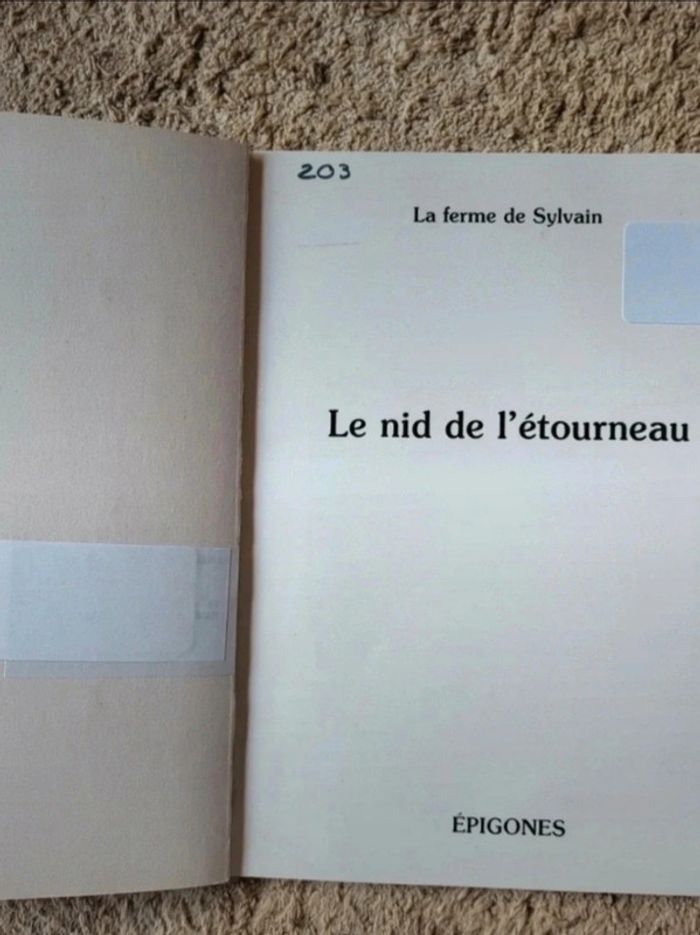 203
La ferme de Sylvain
Le nid de l'étourneau
ÉPIGONES